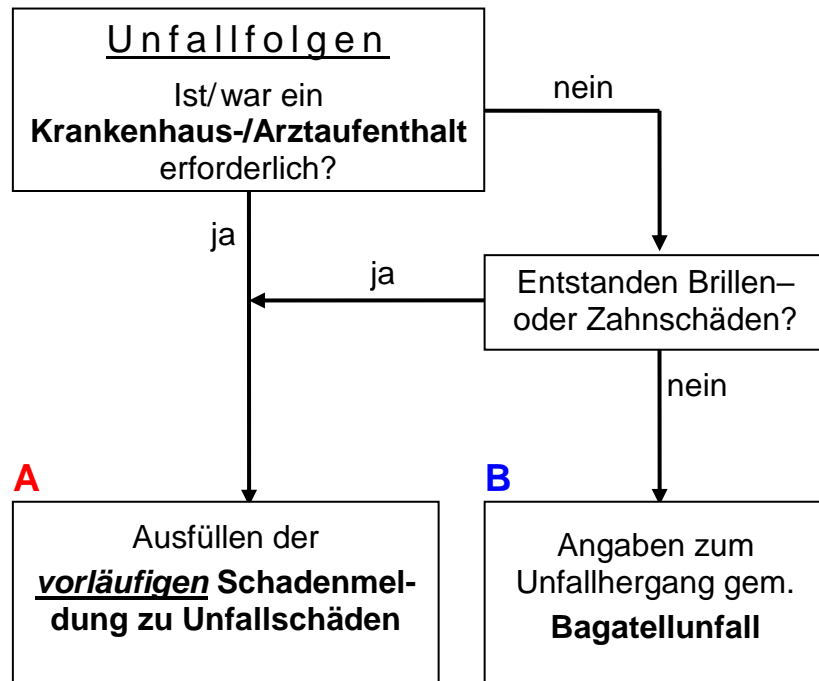 Unfallfolgen
Ist/war ein
Krankenhaus-/Arztaufenthalt
erforderlich?
nein
ja
ja
Entstanden Brillen–
oder Zahnschäden?
nein
A
Ausfüllen der
vorläufigen Schadenmel-
dung zu Unfallschäden
B
Angaben zum
Unfallhergang gem.
Bagatellunfall